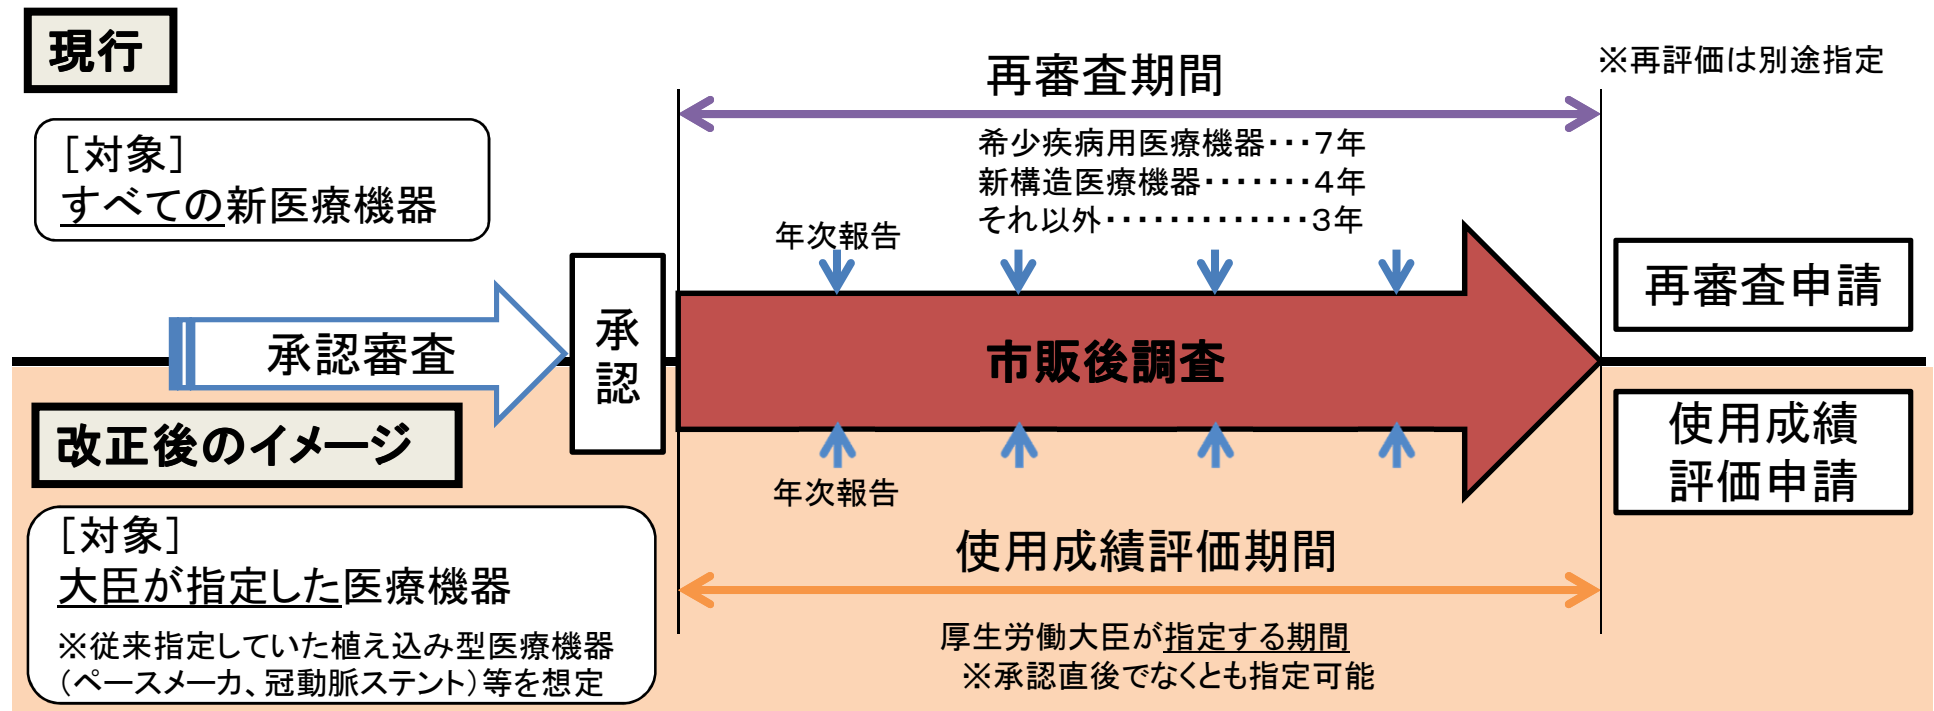 現行
※再評価は別途指定
再審査期間
［対象］
すべての新医療機器
希少疾病用医療機器・・・７年
新構造医療機器・・・・・・・４年
それ以外・・・・・・・・・・・・・３年
年次報告
承認審査
承認
市販後調査
再審査申請
改正後のイメージ
使用成績
評価申請
年次報告
［対象］
大臣が指定した医療機器
※従来指定していた植え込み型医療機器
（ペースメーカ、冠動脈ステント）等を想定
使用成績評価期間
厚生労働大臣が指定する期間
※承認直後でなくとも指定可能